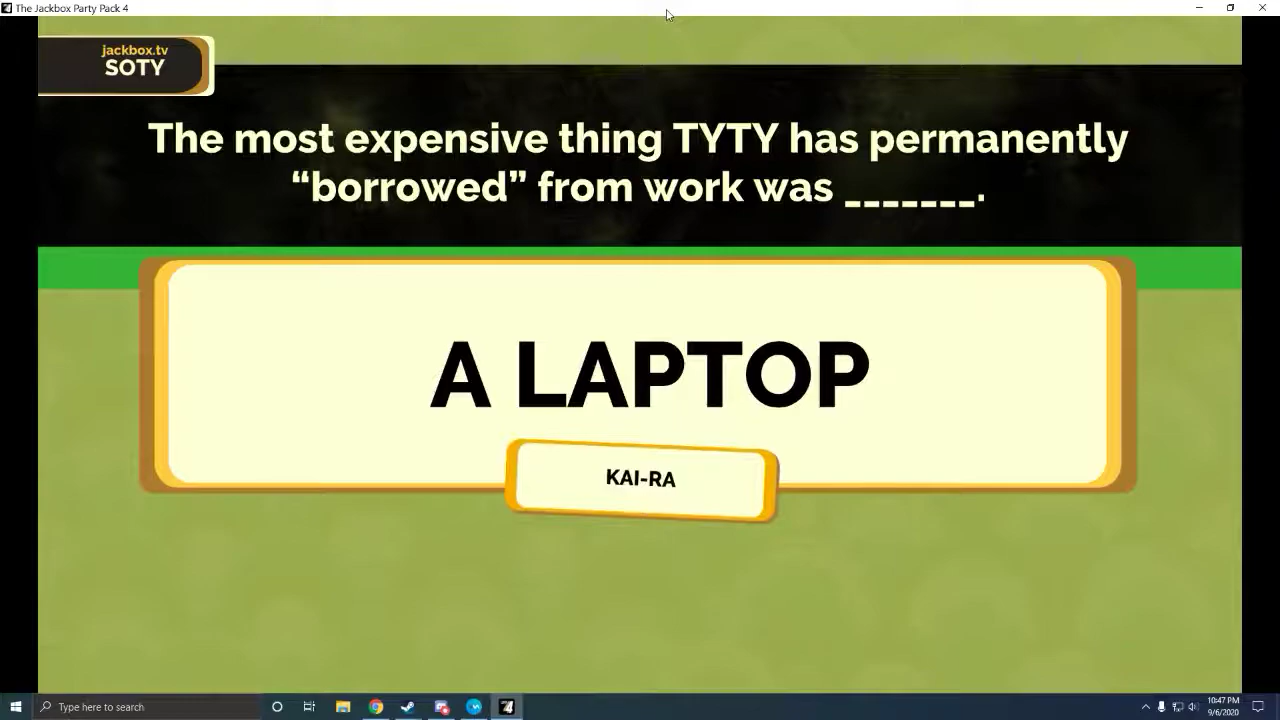 The Jackbox Party Pack 4
jackbox.tv
SOTY
The most expensive thing TYTY has permanently
“borrowed” from work was _______.
A LAPTOP
KAI-RA
Type here to search
10:47 PM
9/6/2020